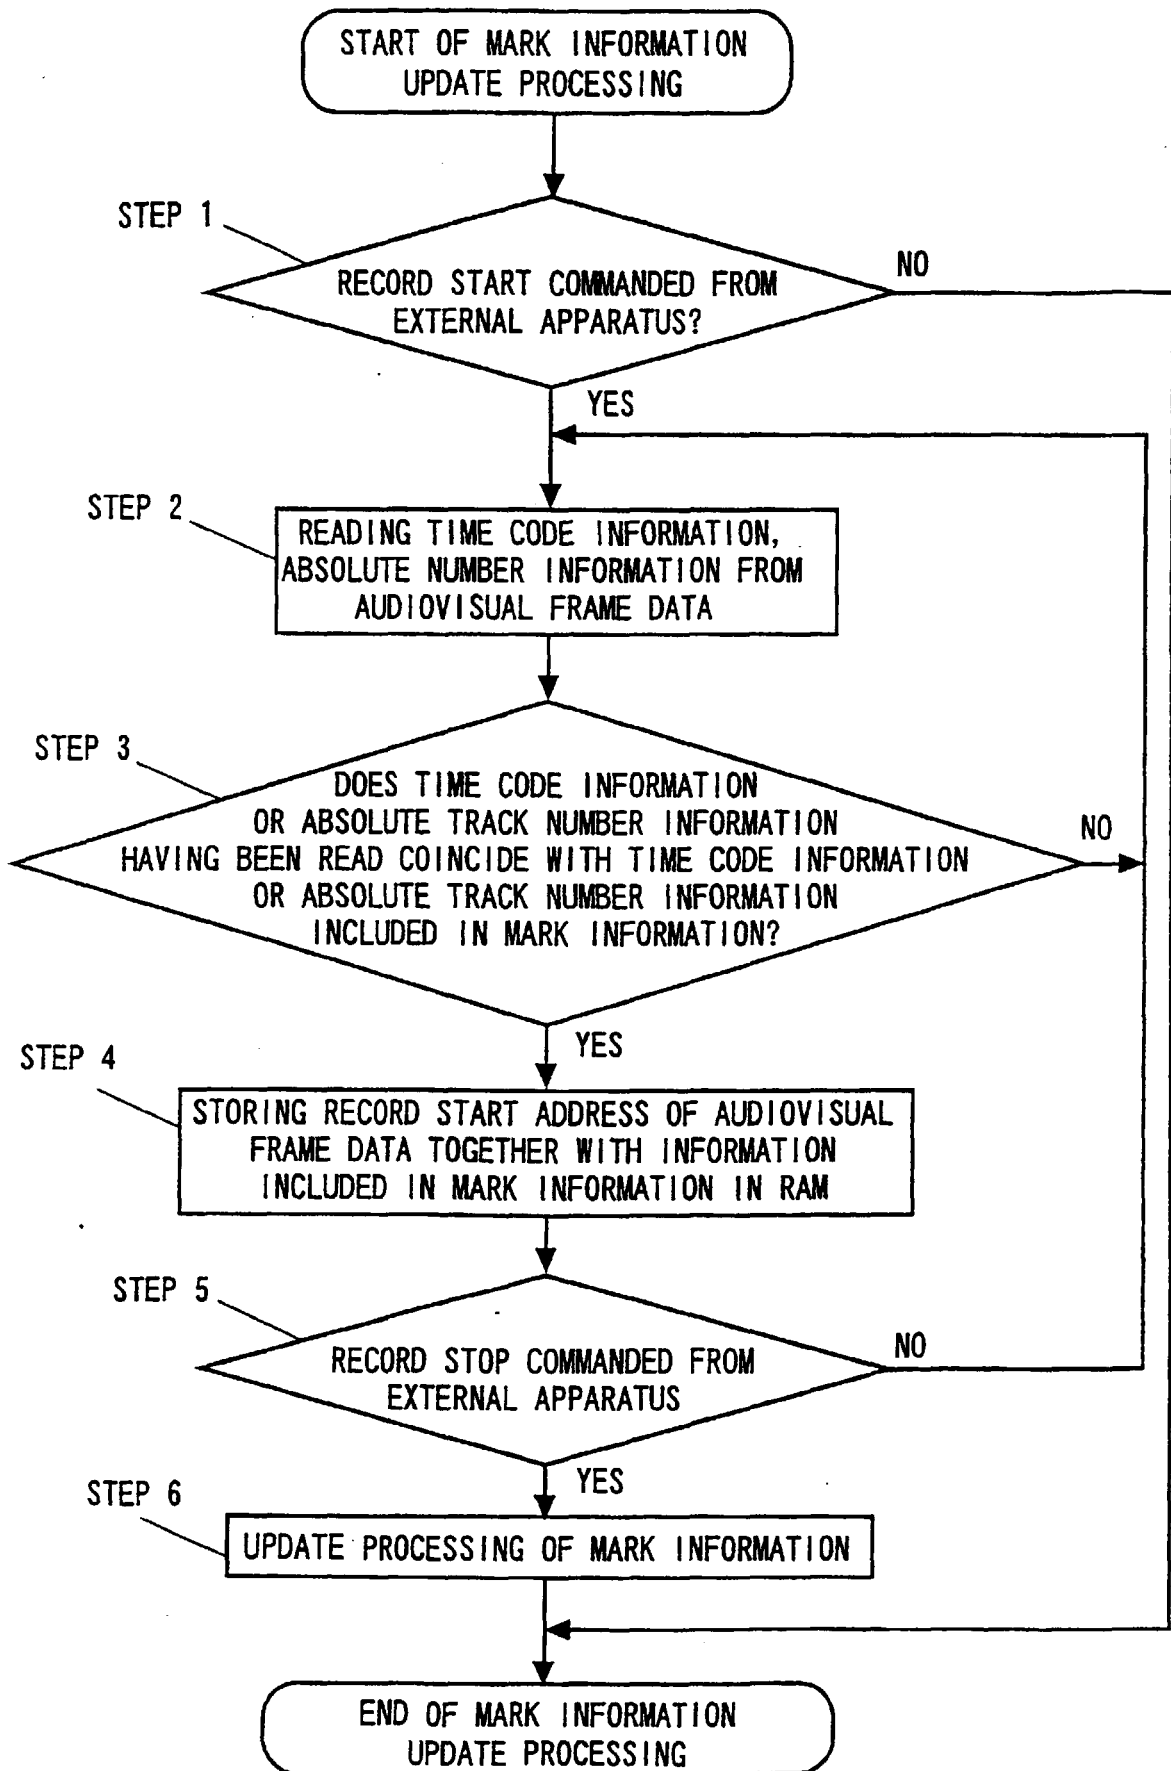 START OF MARK INFORMATION
UPDATE PROCESSING
STEP 1
RECORD START COMMANDED FROM
EXTERNAL APPARATUS?
NO
YES
STEP 2
READING TIME CODE INFORMATION,
ABSOLUTE NUMBER INFORMATION FROM
AUDIOVISUAL FRAME DATA
STEP 3
DOES TIME CODE INFORMATION
OR ABSOLUTE TRACK NUMBER INFORMATION
HAVING BEEN READ COINCIDE WITH TIME CODE INFORMATION
OR ABSOLUTE TRACK NUMBER INFORMATION
INCLUDED IN MARK INFORMATION?
NO
YES
STEP 4
STORING RECORD START ADDRESS OF AUDIOVISUAL
FRAME DATA TOGETHER WITH INFORMATION
INCLUDED IN MARK INFORMATION IN RAM
STEP 5
RECORD STOP COMMANDED FROM
EXTERNAL APPARATUS
NO
YES
STEP 6
UPDATE PROCESSING OF MARK INFORMATION
END OF MARK INFORMATION
UPDATE PROCESSING